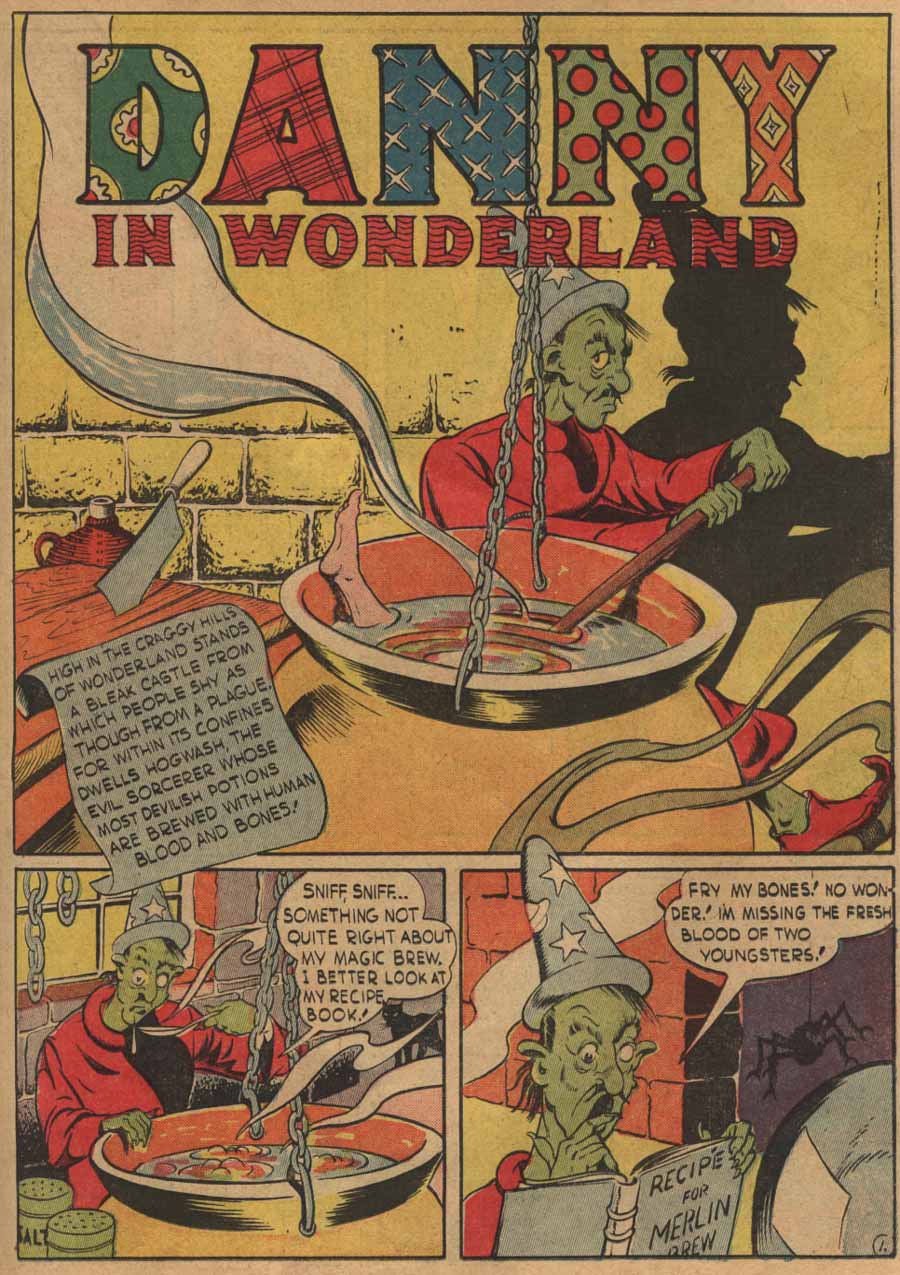 DANNY
IN WONDERLAND
HIGH IN THE CRAGGY HILLS
OF WONDERLAND STANDS
A BLEAK CASTLE FROM
WHICH PEOPLE SHY AS
THOUGH FROM A PLAGUE
FOR WITHIN ITS CONFINES
DWELLS HOGWASH, THE
EVIL SORCERER WHOSE
MOST DEVILISH POTIONS
ARE BREWED WITH HUMAN
BLOOD AND BONES!
SNIFF, SNIFF...
SOMETHING NOT
QUITE RIGHT ABOUT
MY MAGIC BREW.
I BETTER LOOK AT
MY RECIPE
BOOK!
ALT
FRY MY BONES! NO WON-
DER! I'M MISSING THE FRESH
BLOOD OF TWO
YOUNGSTERS!
RECIPE
FOR
MERLIN
BREW
1.